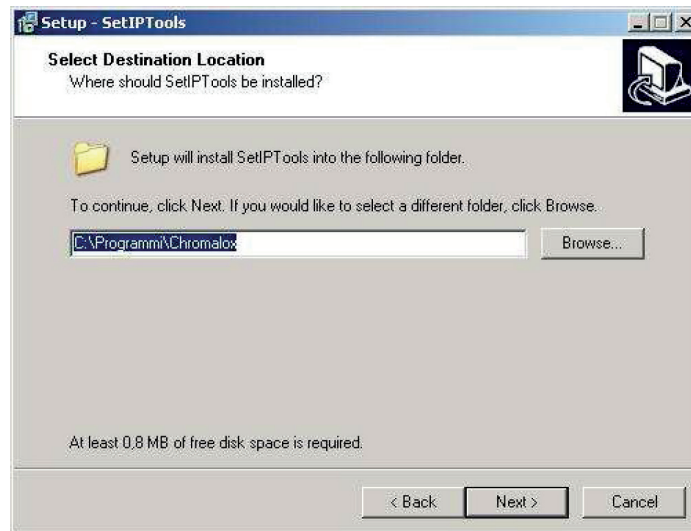 Setup - SetIPTools
Select Destination Location
Where should SetIPTools be installed?
Setup will install SetIPTools into the following folder.
To continue, click Next. If you would like to select a different folder, click Browse.
C:\Programmi\Chromalox
Browse...
At least 0,8 MB of free disk space is required.
< Back
Next >
Cancel